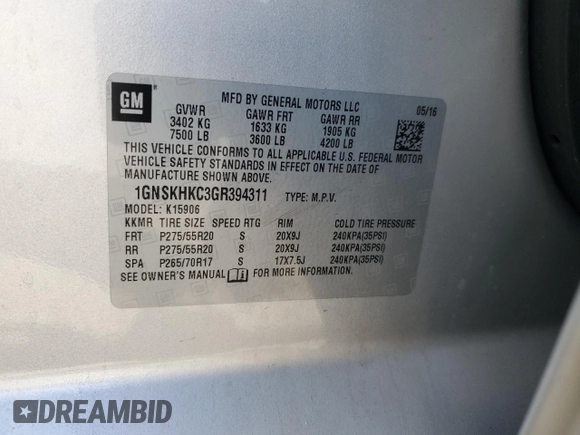 GM
MFD BY GENERAL MOTORS LLC
05/16
GVWR GAWR FRT GAWR RR
3402 KG 1633 KG 1905 KG
7500 LB 3600 LB 4200 LB
THIS VEHICLE CONFORMS TO ALL APPLICABLE U.S. FEDERAL MOTOR
VEHICLE SAFETY STANDARDS IN EFFECT ON THE DATE OF
MANUFACTURE SHOWN ABOVE.
1GNSKHKC3GR394311 TYPE: M.P.V.
MODEL: K15906
KKMR TIRE SIZE SPEED RTG RIM COLD TIRE PRESSURE
FRT P275/55R20 S 20X9J 240KPA(35PSI)
RR P275/55R20 S 20X9J 240KPA(35PSI)
SPA P265/70R17 S 17X7.5J 240KPA(35PSI)
SEE OWNER'S MANUAL FOR MORE INFORMATION.
DREAMBID